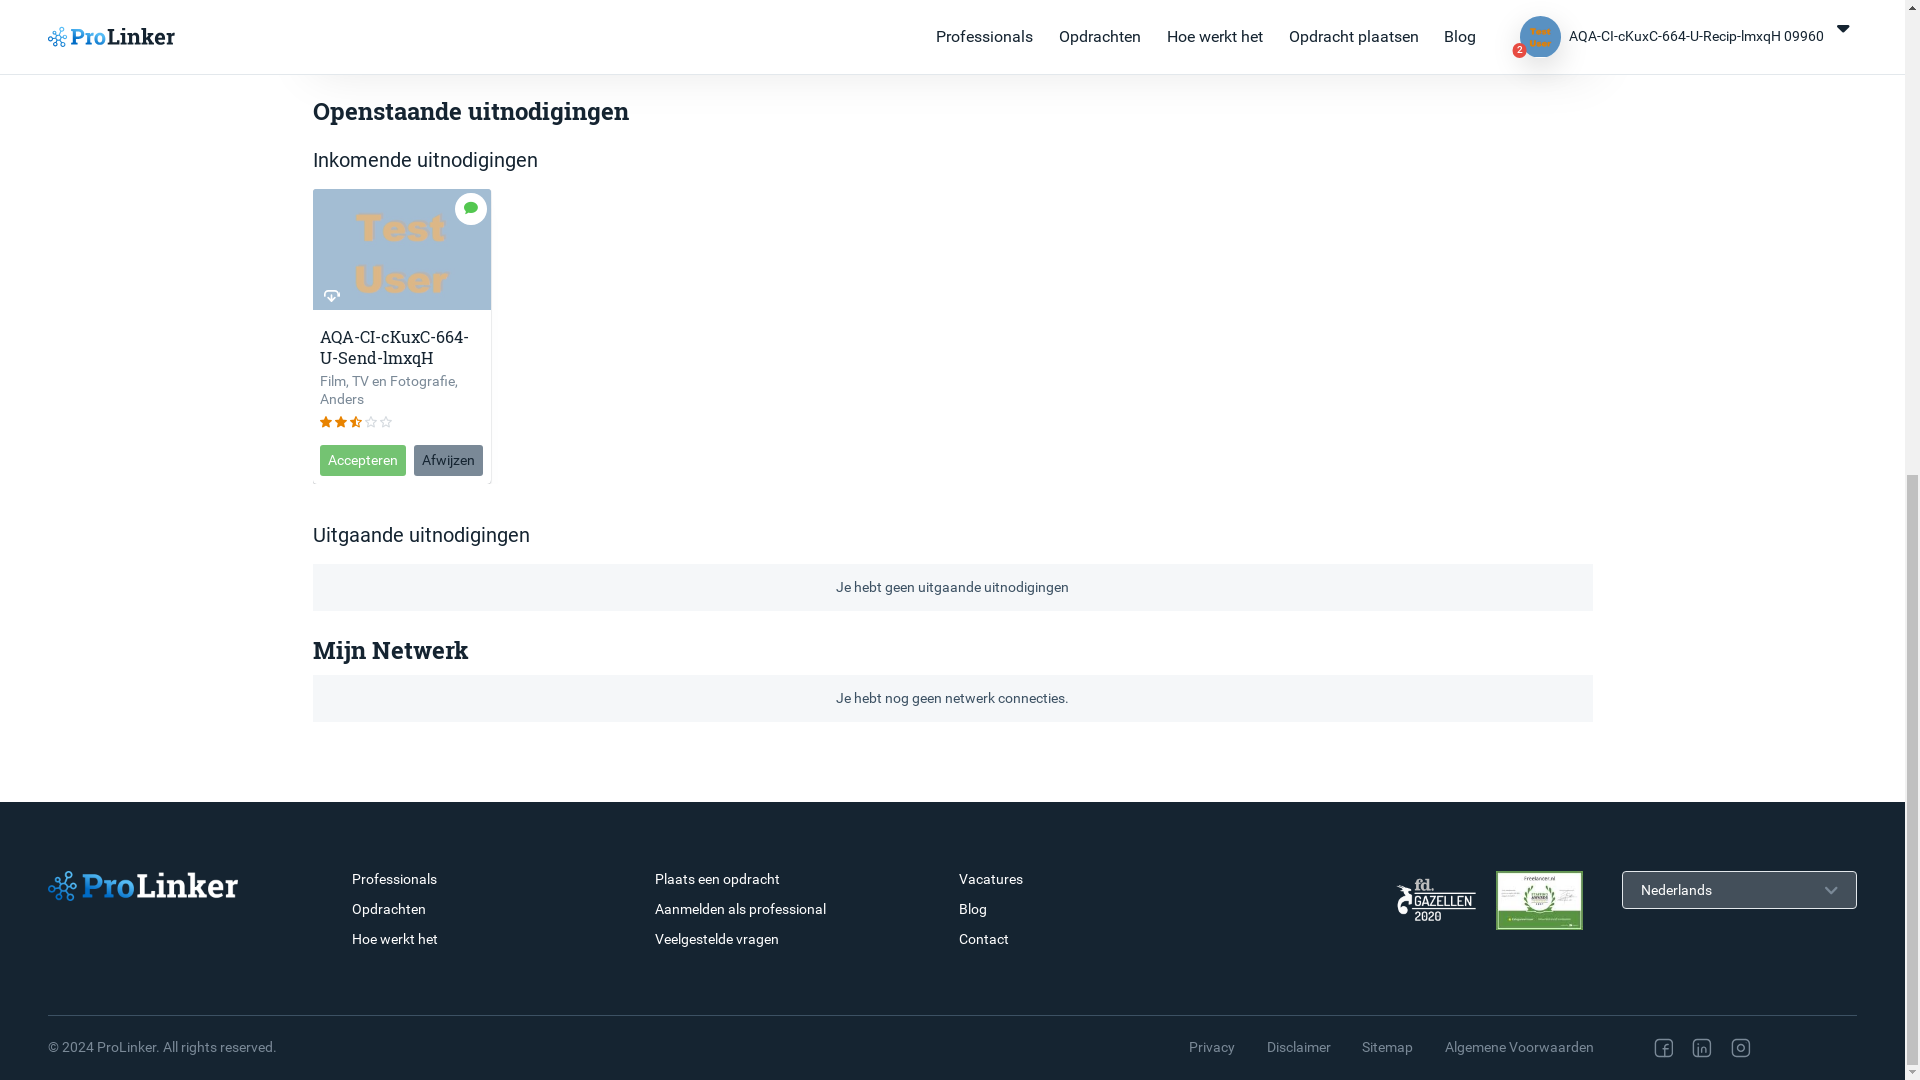 ProLinker
Professionals
Opdrachten
Hoe werkt het
Opdracht plaatsen
Blog
Test
User
2
AQA-CI-cKuxC-664-U-Recip-lmxqH 09960
Openstaande uitnodigingen
Inkomende uitnodigingen
Test
User
AQA-CI-cKuxC-664-
U-Send-lmxqH
Film, TV en Fotografie,
Anders
Accepteren
Afwijzen
Uitgaande uitnodigingen
Je hebt geen uitgaande uitnodigingen
Mijn Netwerk
Je hebt nog geen netwerk connecties.
ProLinker
Professionals
Opdrachten
Hoe werkt het
Plaats een opdracht
Aanmelden als professional
Veelgestelde vragen
Vacatures
Blog
Contact
fd.
GAZELLEN
2020
Freelancer.nl
Nederlands
© 2024 ProLinker. All rights reserved.
Privacy
Disclaimer
Sitemap
Algemene Voorwaarden